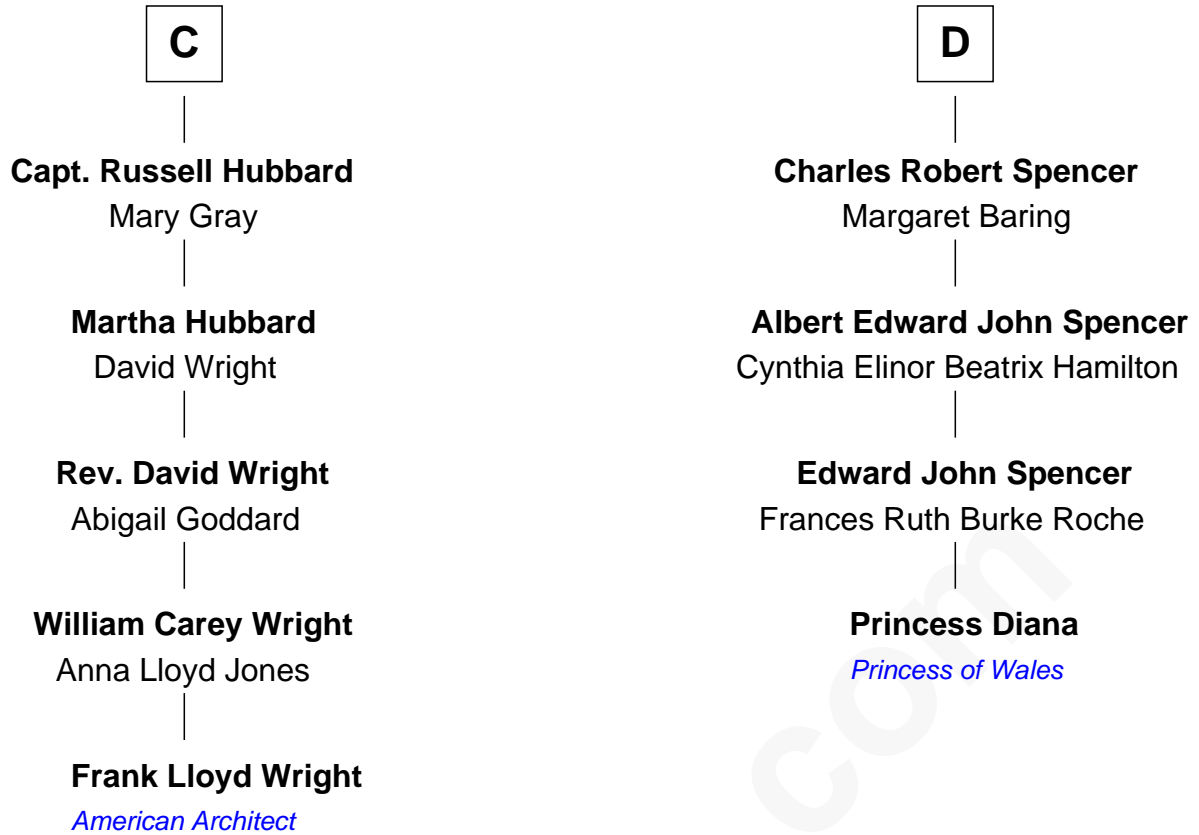 C
Capt. Russell Hubbard
Mary Gray
Martha Hubbard
David Wright
Rev. David Wright
Abigail Goddard
William Carey Wright
Anna Lloyd Jones
Frank Lloyd Wright
American Architect
D
Charles Robert Spencer
Margaret Baring
Albert Edward John Spencer
Cynthia Elinor Beatrix Hamilton
Edward John Spencer
Frances Ruth Burke Roche
Princess Diana
Princess of Wales
com